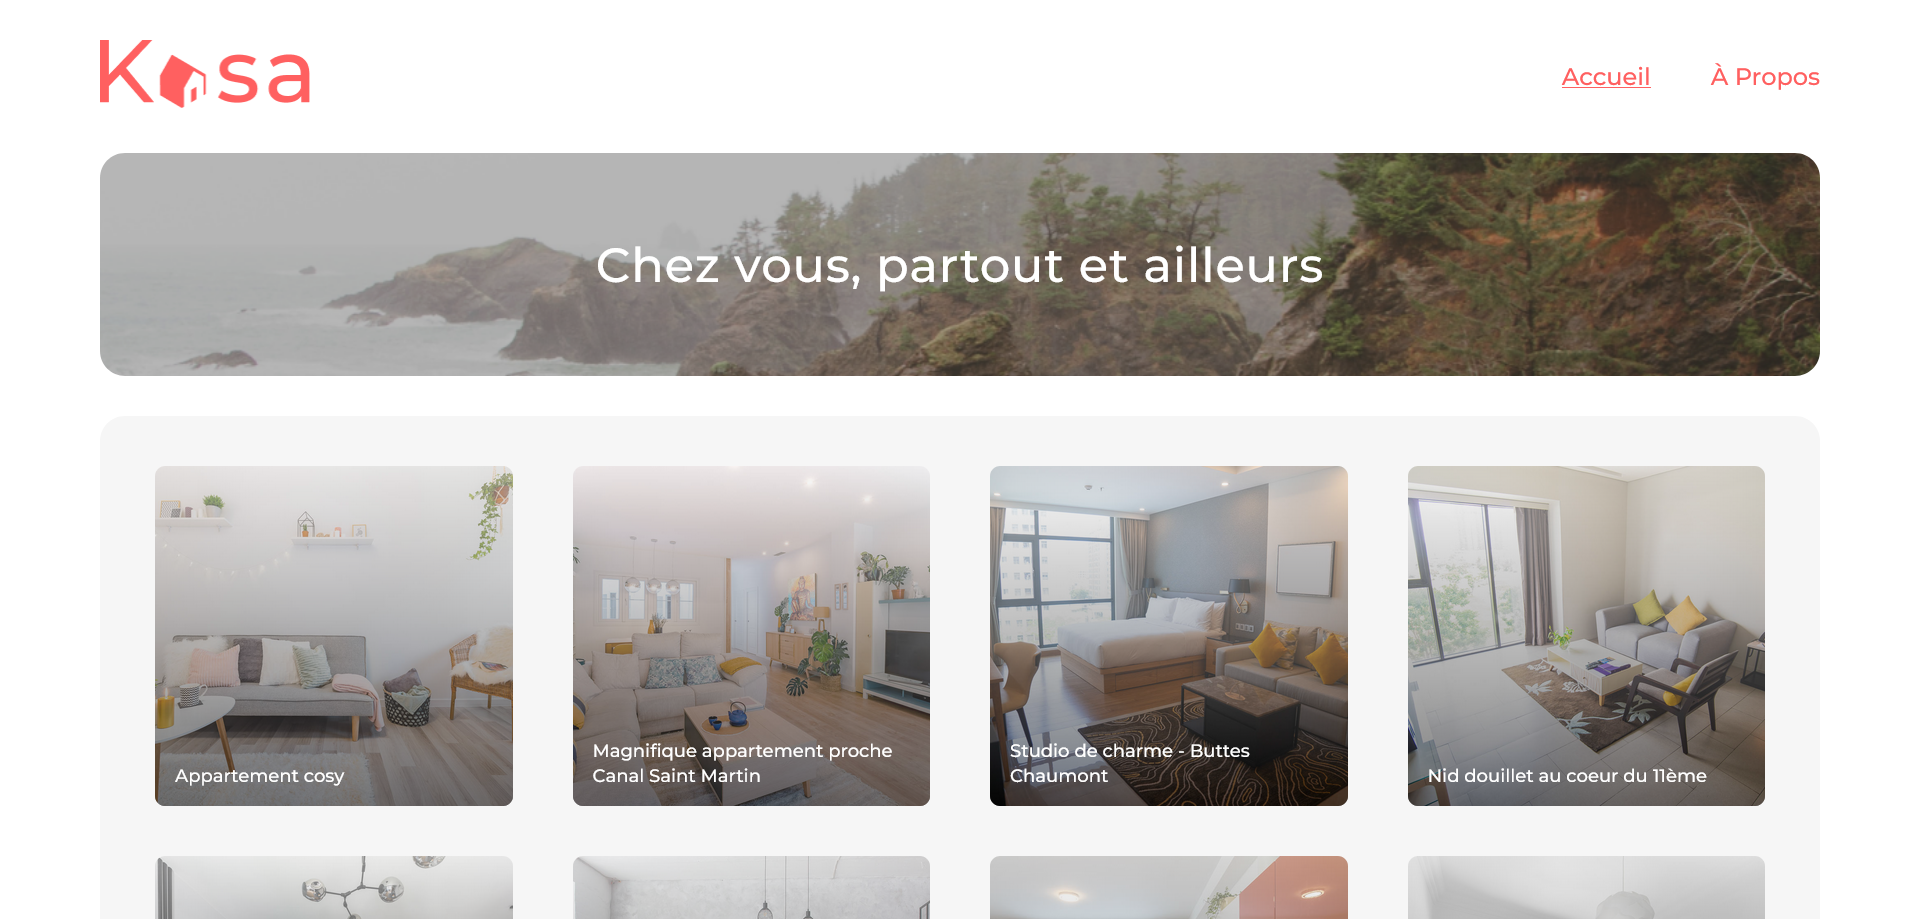 Kasa
Accueil
À Propos
Chez vous, partout et ailleurs
Appartement cosy
Magnifique appartement proche
Canal Saint Martin
Studio de charme - Buttes
Chaumont
Nid douillet au coeur du 11ème